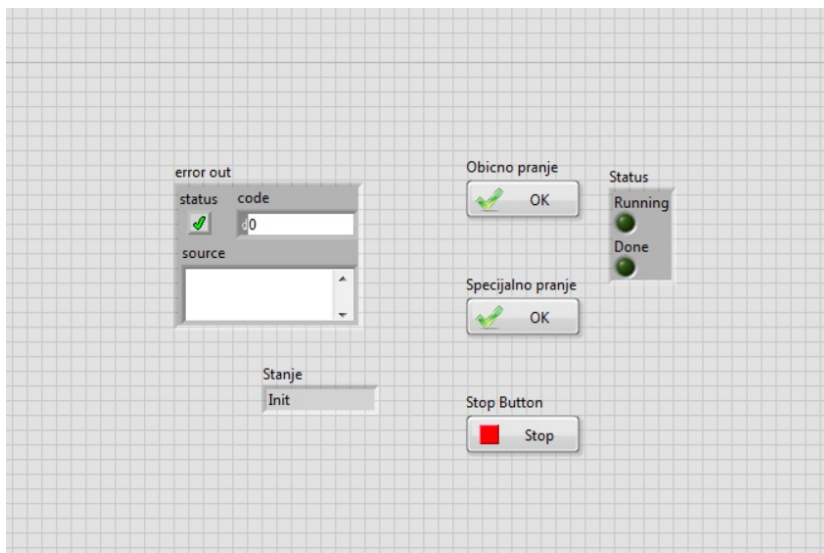 error out
status code
0
source
Stanje
Init
Obicno pranje
OK
Specijalno pranje
OK
Stop Button
Stop
Status
Running
Done